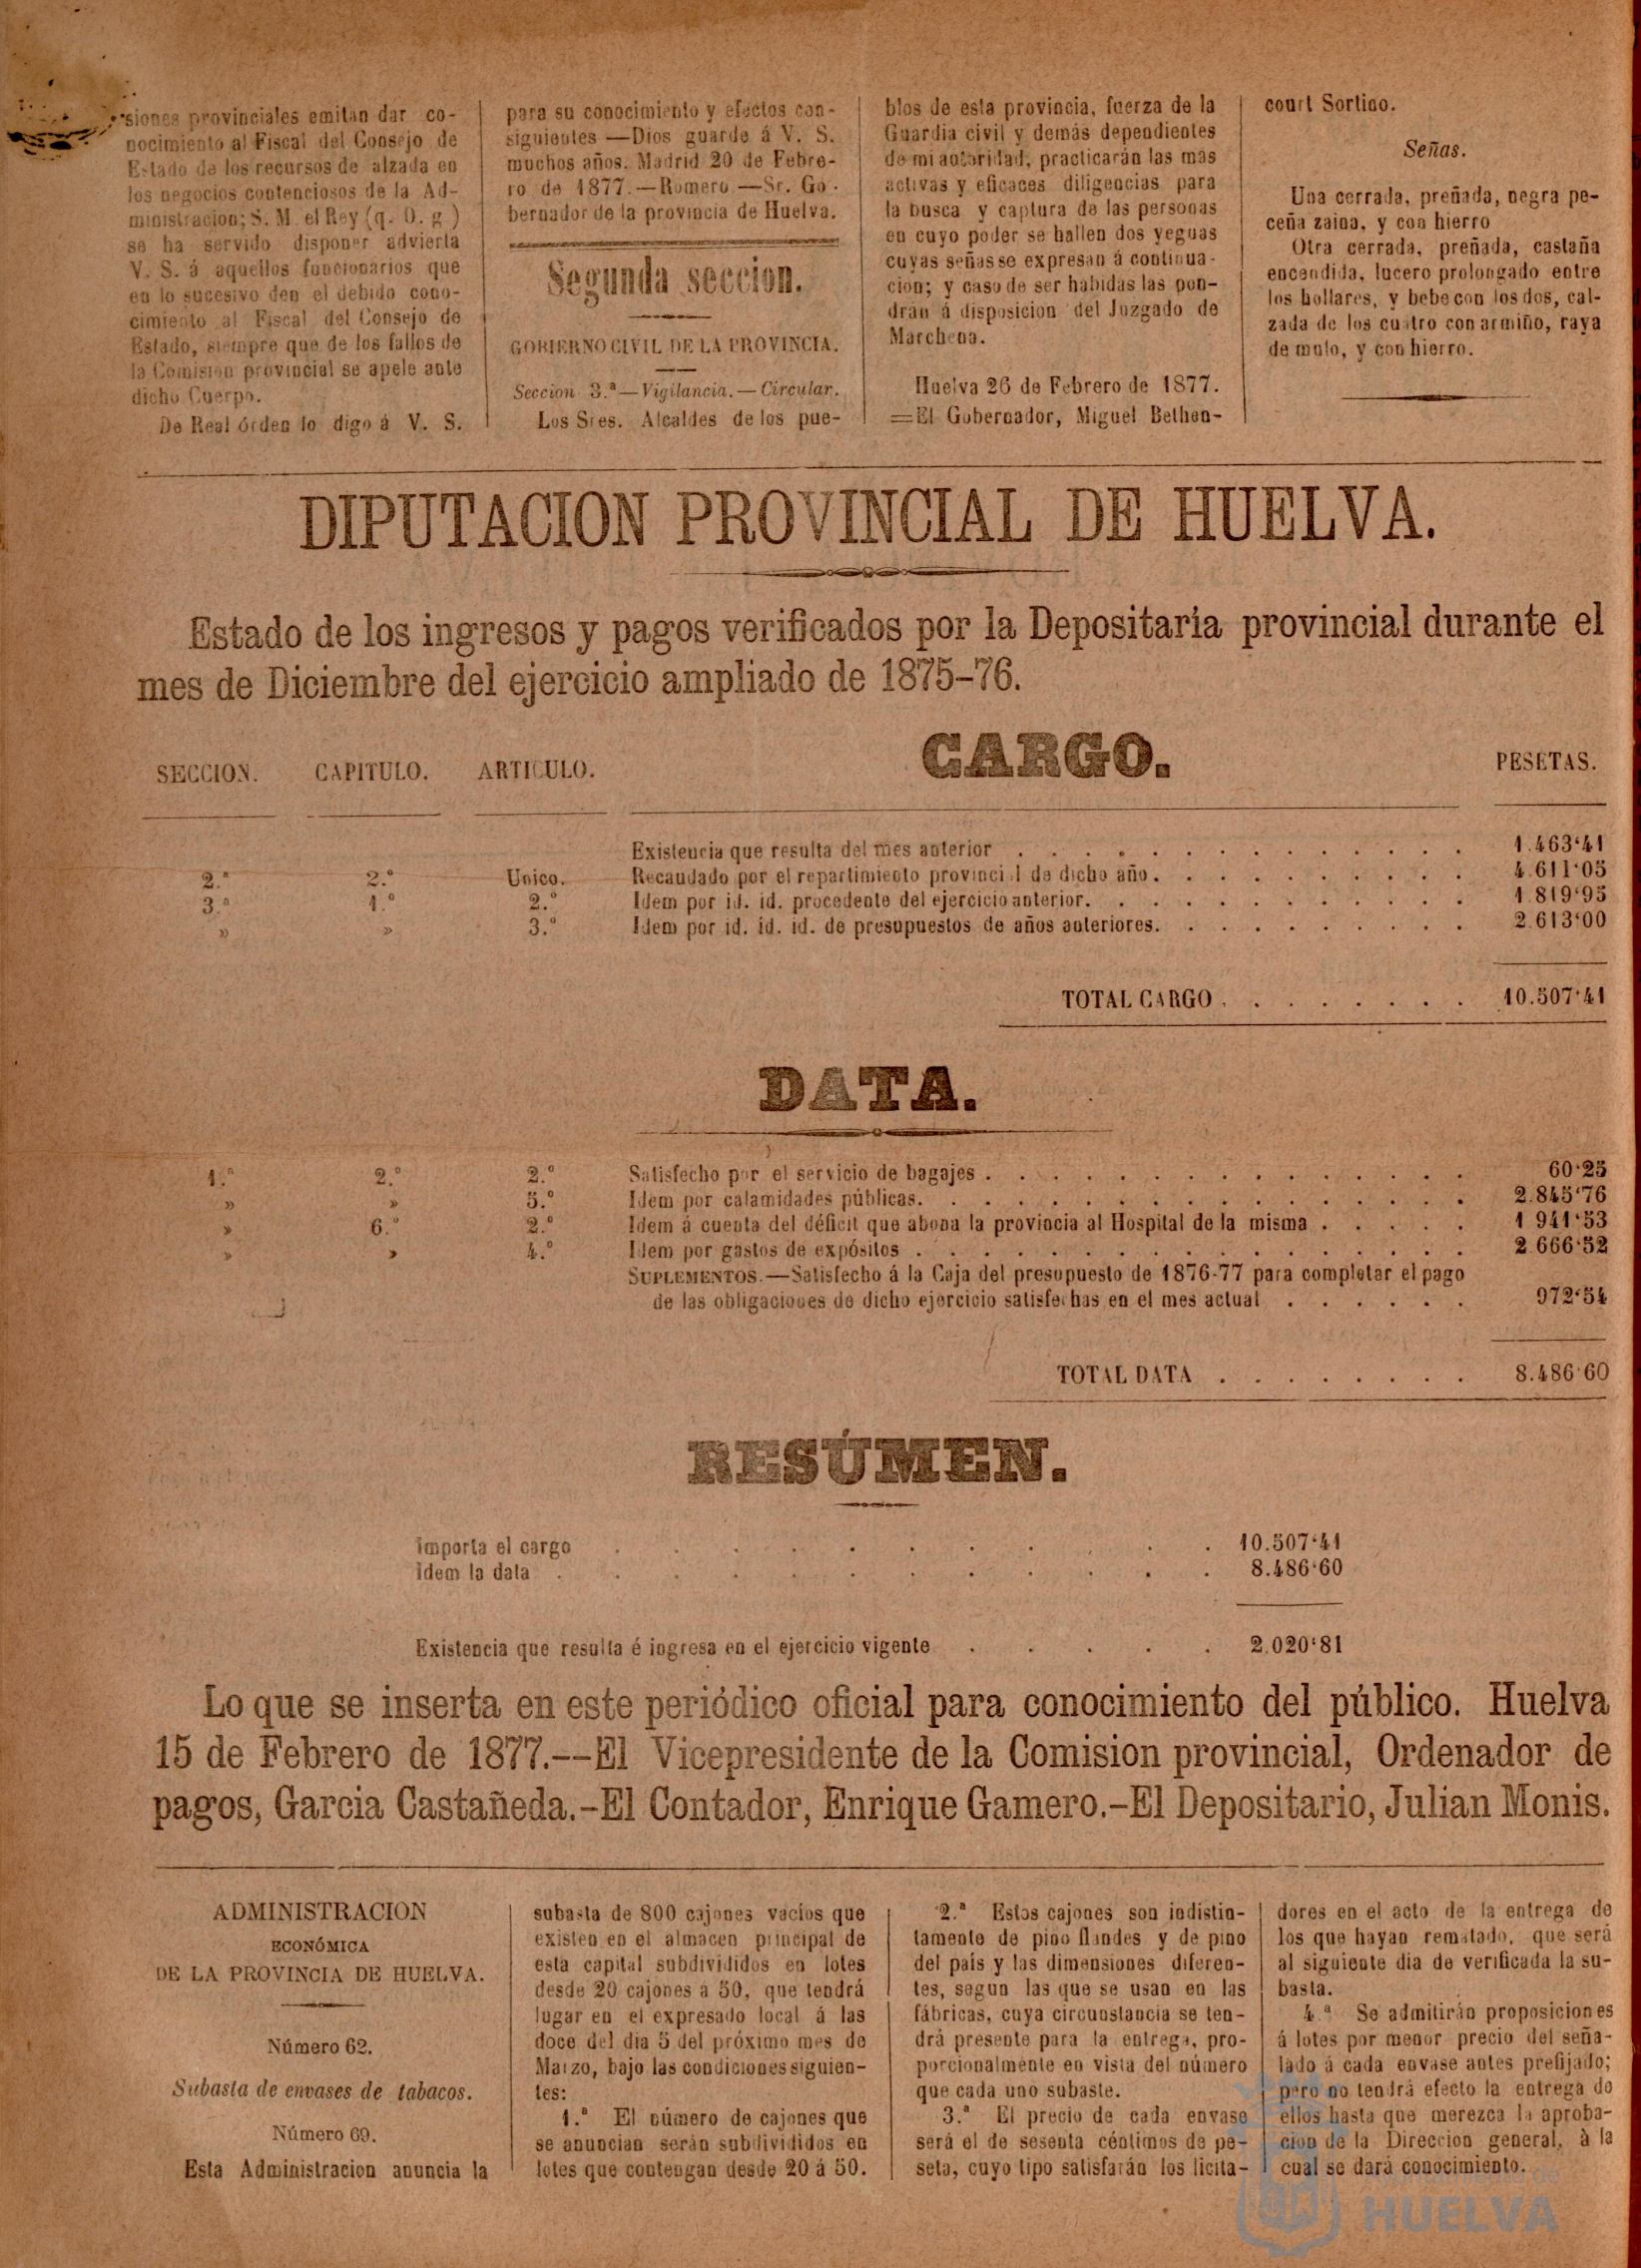 siones provinciales emitan dar co-
nocimiento al Fiscal del Consejo de
Estado de los recursos de alzada en
los negocios contenciosos de la Ad-
ministracion; S. M. el Rey (q. D. g.)
se ha servido disponer advierta
V. S. á aquellos funcionarios que
en lo sucesivo den el debido cono-
cimiento al Fiscal del Consejo de
Estado, siempre que de los fallos de
la Comision provincial se apele ante
dicho Cuerpo.
De Real órden lo digo á V. S.
para su conocimiento y efectos con-
siguientes —Dios guarde á V. S.
muchos años. Madrid 20 de Febre-
ro de 1877.—Romero —Sr. Go-
bernador de la provincia de Huelva.
Segunda seccion.
GOBIERNO CIVIL DE LA PROVINCIA.
Seccion 3.ª—Vigilancia.—Circular.
Los Sres. Alcaldes de los pue-
blos de esta provincia, fuerza de la
Guardia civil y demás dependientes
de mi autoridad, practicarán las mas
activas y eficaces diligencias para
la busca y captura de las personas
en cuyo poder se hallen dos yeguas
cuyas señas se expresan á continua-
cion; y caso de ser habidas las pon-
drán á disposicion del Juzgado de
Marchena.
Huelva 26 de Febrero de 1877.
=El Gobernador, Miguel Bethen-
court Sortino.
Señas.
Una cerrada, preñada, negra pe-
ceña zaina, y con hierro
Otra cerrada, preñada, castaña
encendida, lucero prolongado entre
los hollares, y bebe con los dos, cal-
zada de los cuatro con armiño, raya
de mulo, y con hierro.
DIPUTACION PROVINCIAL DE HUELVA.
Estado de los ingresos y pagos verificados por la Depositaría provincial durante el
mes de Diciembre del ejercicio ampliado de 1875-76.
SECCION. CAPITULO. ARTICULO. CARGO. PESETAS.
Existencia que resulta del mes anterior . . . . . . . . . . . . . . 1.463‘41
2.ª 2.º Unico. Recaudado por el repartimiento provincial de dicho año. . . . . . . . . . 4.611‘05
3.ª 1.º 2.º Idem por id. id. procedente del ejercicio anterior. . . . . . . . . . . . 1.819‘95
» » 3.º Idem por id. id. id. de presupuestos de años anteriores. . . . . . . . . . 2.613‘00
TOTAL CARGO . . . . . . . . 10.507‘41
DATA.
1.ª 2.º 2.º Satisfecho por el servicio de bagajes . . . . . . . . . . . . . . . 60‘25
» » 5.º Idem por calamidades públicas. . . . . . . . . . . . . . . . . 2.845‘76
» 6.º 2.º Idem á cuenta del déficit que abona la provincia al Hospital de la misma . . . . . 1 941‘53
» » 4.º Idem por gastos de expósitos . . . . . . . . . . . . . . . . . 2 666‘52
SUPLEMENTOS.—Satisfecho á la Caja del presupuesto de 1876-77 para completar el pago
de las obligaciones de dicho ejercicio satisfechas en el mes actual . . . . . . 972‘54
TOTAL DATA . . . . . . . . 8.486‘60
RESÚMEN.
Importa el cargo . . . . . . . . . . . 10.507‘41
Idem la data . . . . . . . . . . . . 8.486‘60
Existencia que resulta é ingresa en el ejercicio vigente . . . . . 2.020‘81
Lo que se inserta en este periódico oficial para conocimiento del público. Huelva
15 de Febrero de 1877.--El Vicepresidente de la Comision provincial, Ordenador de
pagos, Garcia Castañeda.-El Contador, Enrique Gamero.-El Depositario, Julian Monis.
ADMINISTRACION
ECONÓMICA
DE LA PROVINCIA DE HUELVA.
Número 62.
Subasta de envases de tabacos.
Número 69.
Esta Administracion anuncia la
subasta de 800 cajones vacíos que
existen en el almacen principal de
esta capital subdivididos en lotes
desde 20 cajones a 50, que tendrá
lugar en el expresado local á las
doce del dia 5 del próximo mes de
Marzo, bajo las condiciones siguien-
tes:
1.ª El número de cajones que
se anuncian serán subdivididos en
lotes que contengan desde 20 á 50.
2.ª Estos cajones son indistin-
tamente de pino flandes y de pino
del país y las dimensiones diferen-
tes, segun las que se usan en las
fábricas, cuya circunstancia se ten-
drá presente para la entrega, pro-
porcionalmente en vista del número
que cada uno subaste.
3.ª El precio de cada envase
será el de sesenta céntimos de pe-
seta, cuyo tipo satisfarán los licita-
dores en el acto de la entrega de
los que hayan rematado, que será
al siguiente dia de verificada la su-
basta.
4.ª Se admitirán proposiciones
á lotes por menor precio del seña-
lado á cada envase antes prefijado;
pero no tendrá efecto la entrega de
ellos hasta que merezca la aproba-
cion de la Direccion general, à la
cual se dará conocimiento.
HUELVA